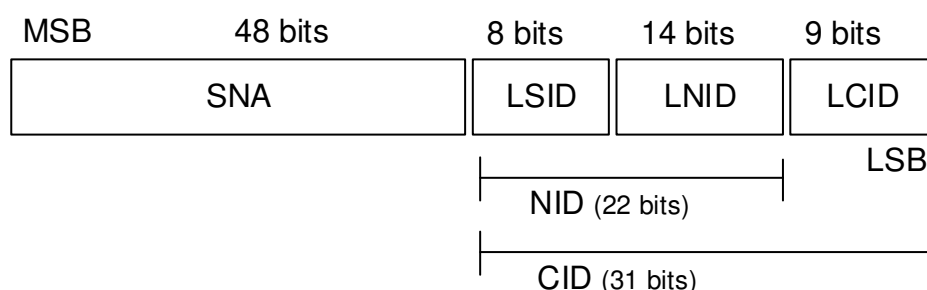 MSB 48 bits 8 bits 14 bits 9 bits
SNA LSID LNID LCID
LSB
NID (22 bits)
CID (31 bits)